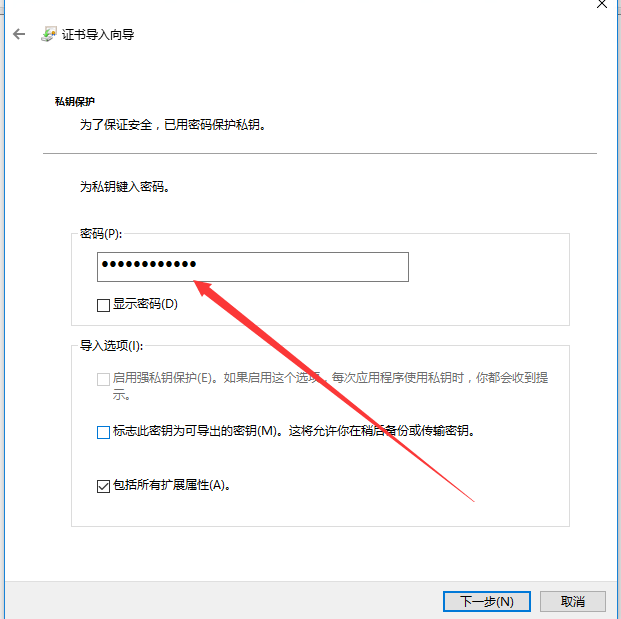 证书导入向导
私钥保护
为了保证安全，已用密码保护私钥。
为私钥键入密码。
密码(P):
●●●●●●●●●●●●
显示密码(D)
导入选项(I):
启用强私钥保护(E)。如果启用这个选项，每次应用程序使用私钥时，你都会收到提
示。
标志此密钥为可导出的密钥(M)。这将允许你在稍后备份或传输密钥。
包括所有扩展属性(A)。
下一步(N)
取消